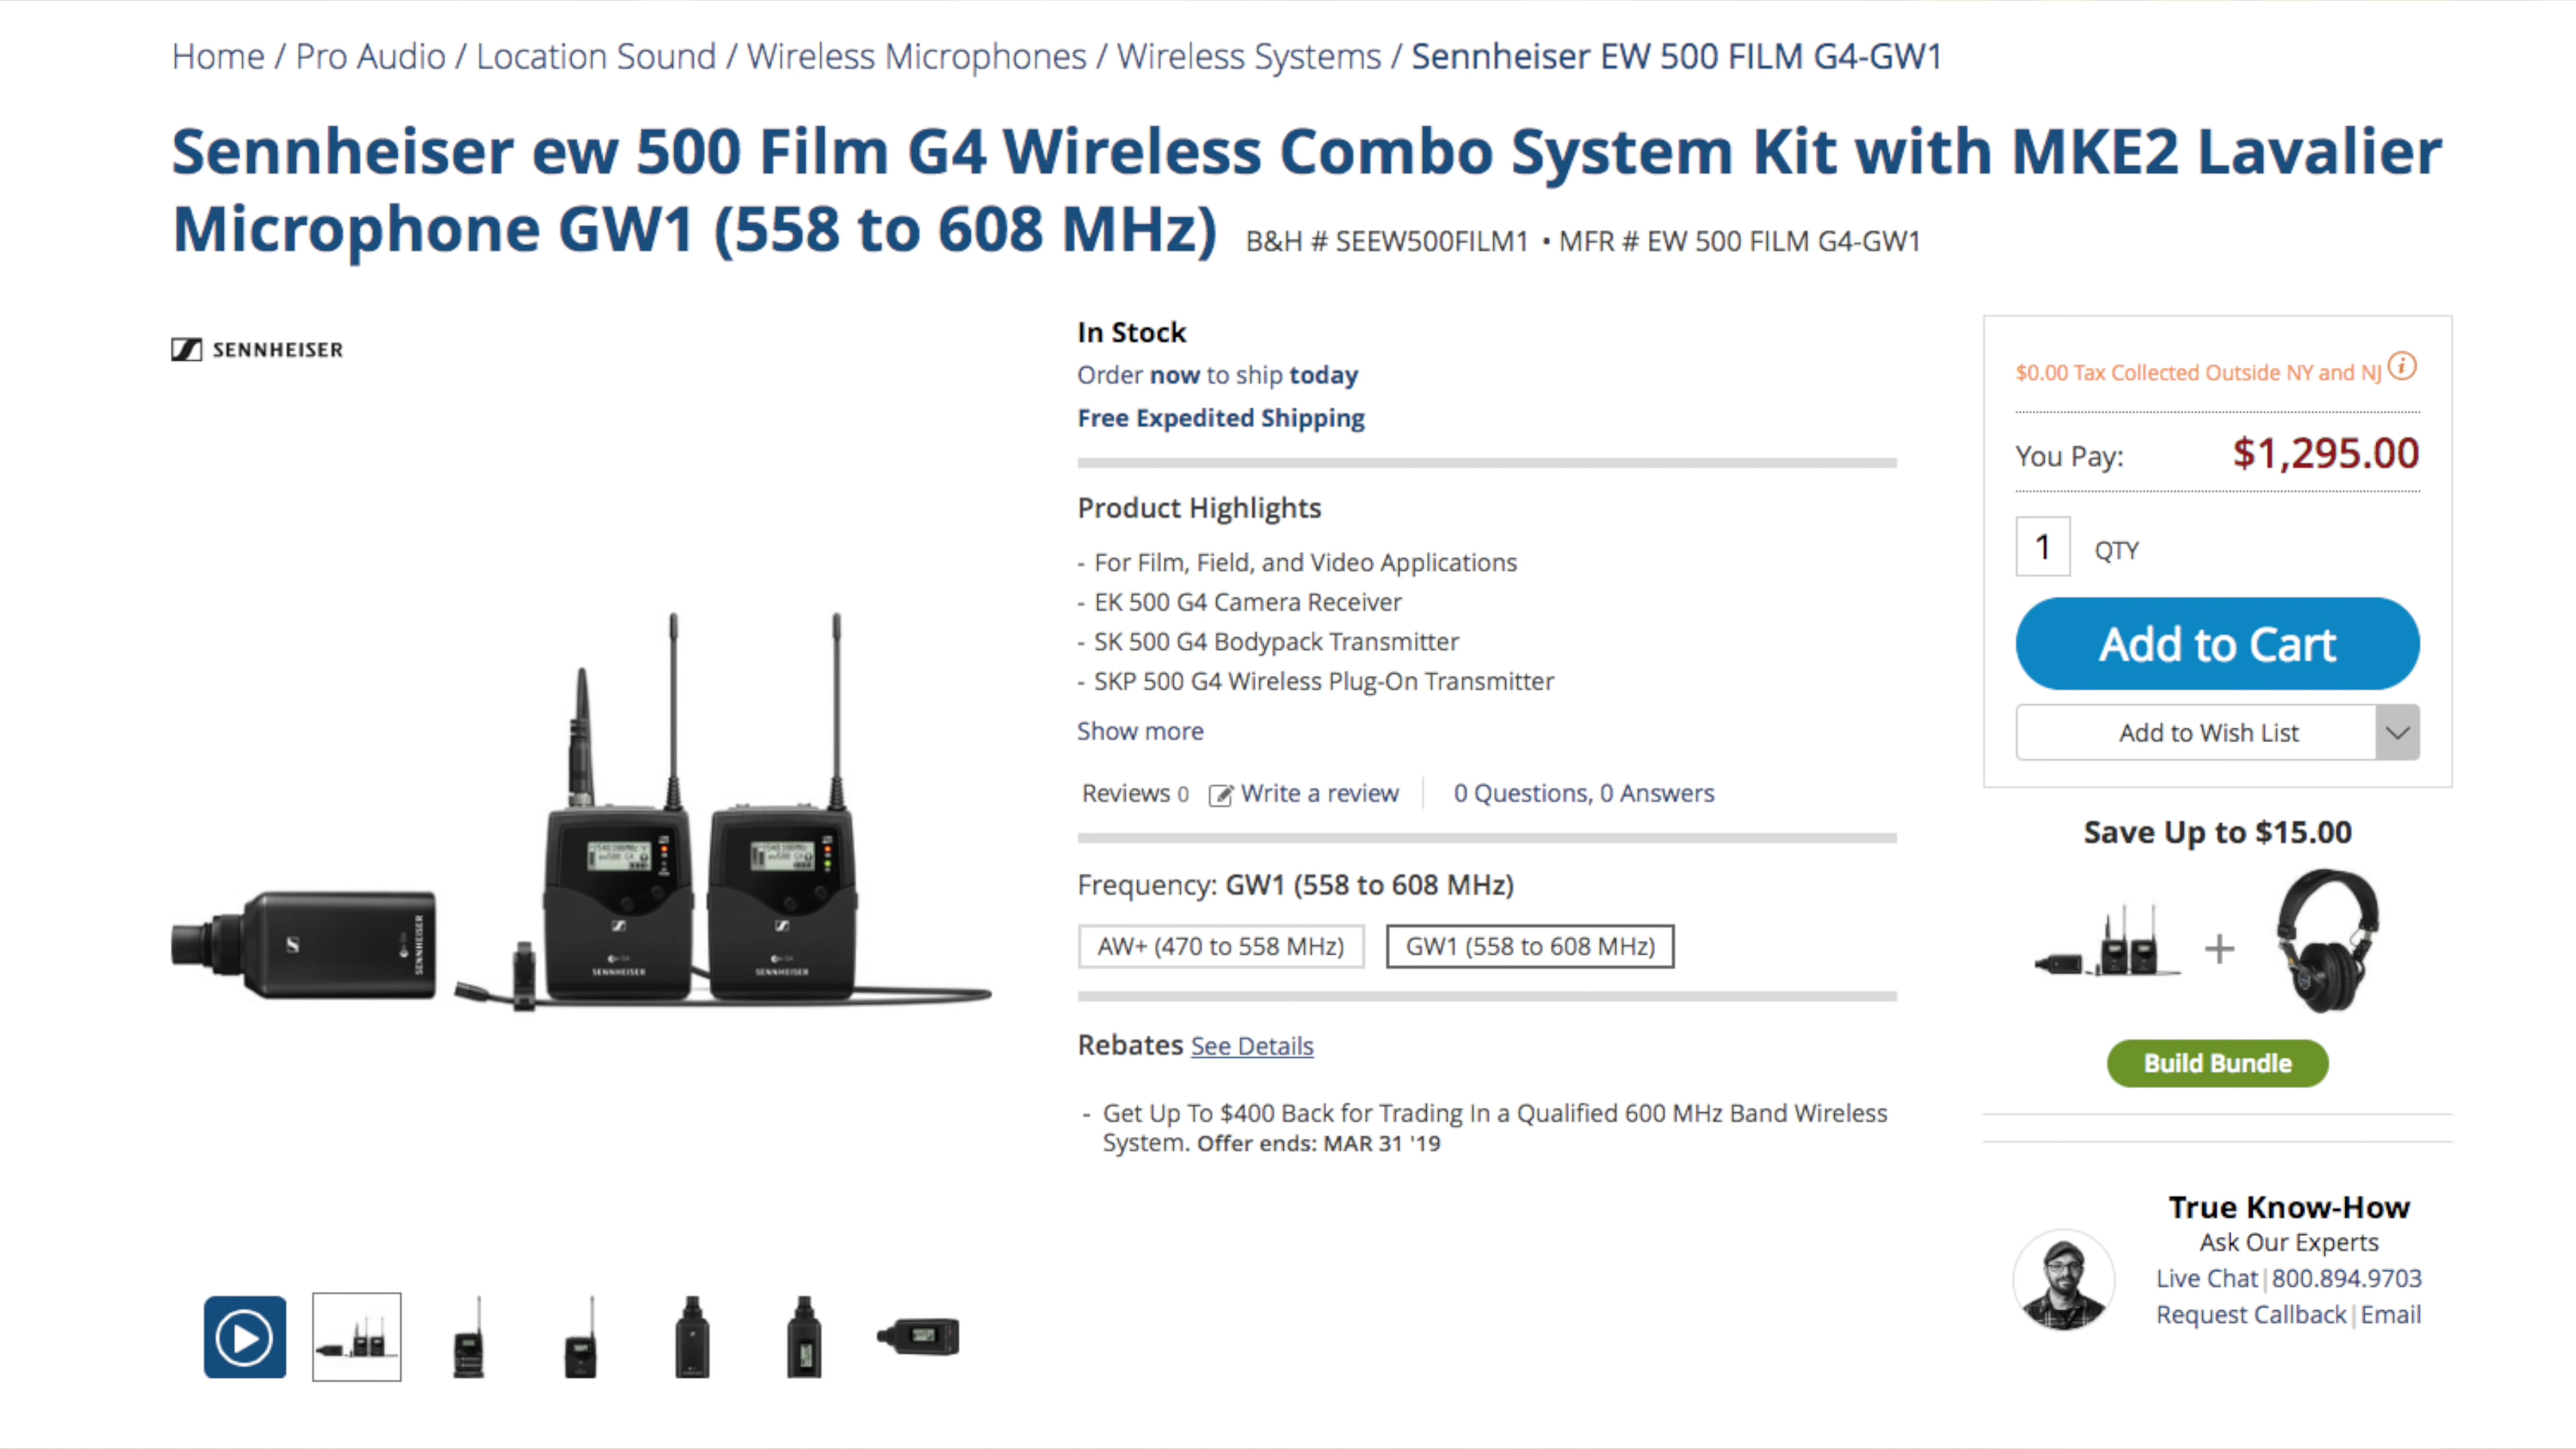 Home / Pro Audio / Location Sound / Wireless Microphones / Wireless Systems / Sennheiser EW 500 FILM G4-GW1
Sennheiser ew 500 Film G4 Wireless Combo System Kit with MKE2 Lavalier
Microphone GW1 (558 to 608 MHz) B&H # SEEW500FILM1 • MFR # EW 500 FILM G4-GW1
SENNHEISER
SENNHEISER
SENNHEISER
SENNHEISER
In Stock
Order now to ship today
Free Expedited Shipping
Product Highlights
- For Film, Field, and Video Applications
- EK 500 G4 Camera Receiver
- SK 500 G4 Bodypack Transmitter
- SKP 500 G4 Wireless Plug-On Transmitter
Show more
Reviews 0 Write a review 0 Questions, 0 Answers
Frequency: GW1 (558 to 608 MHz)
AW+ (470 to 558 MHz) GW1 (558 to 608 MHz)
Rebates See Details
- Get Up To $400 Back for Trading In a Qualified 600 MHz Band Wireless
System. Offer ends: MAR 31 '19
$0.00 Tax Collected Outside NY and NJ i
You Pay: $1,295.00
1 QTY
Add to Cart
Add to Wish List
Save Up to $15.00
+
Build Bundle
True Know-How
Ask Our Experts
Live Chat|800.894.9703
Request Callback|Email